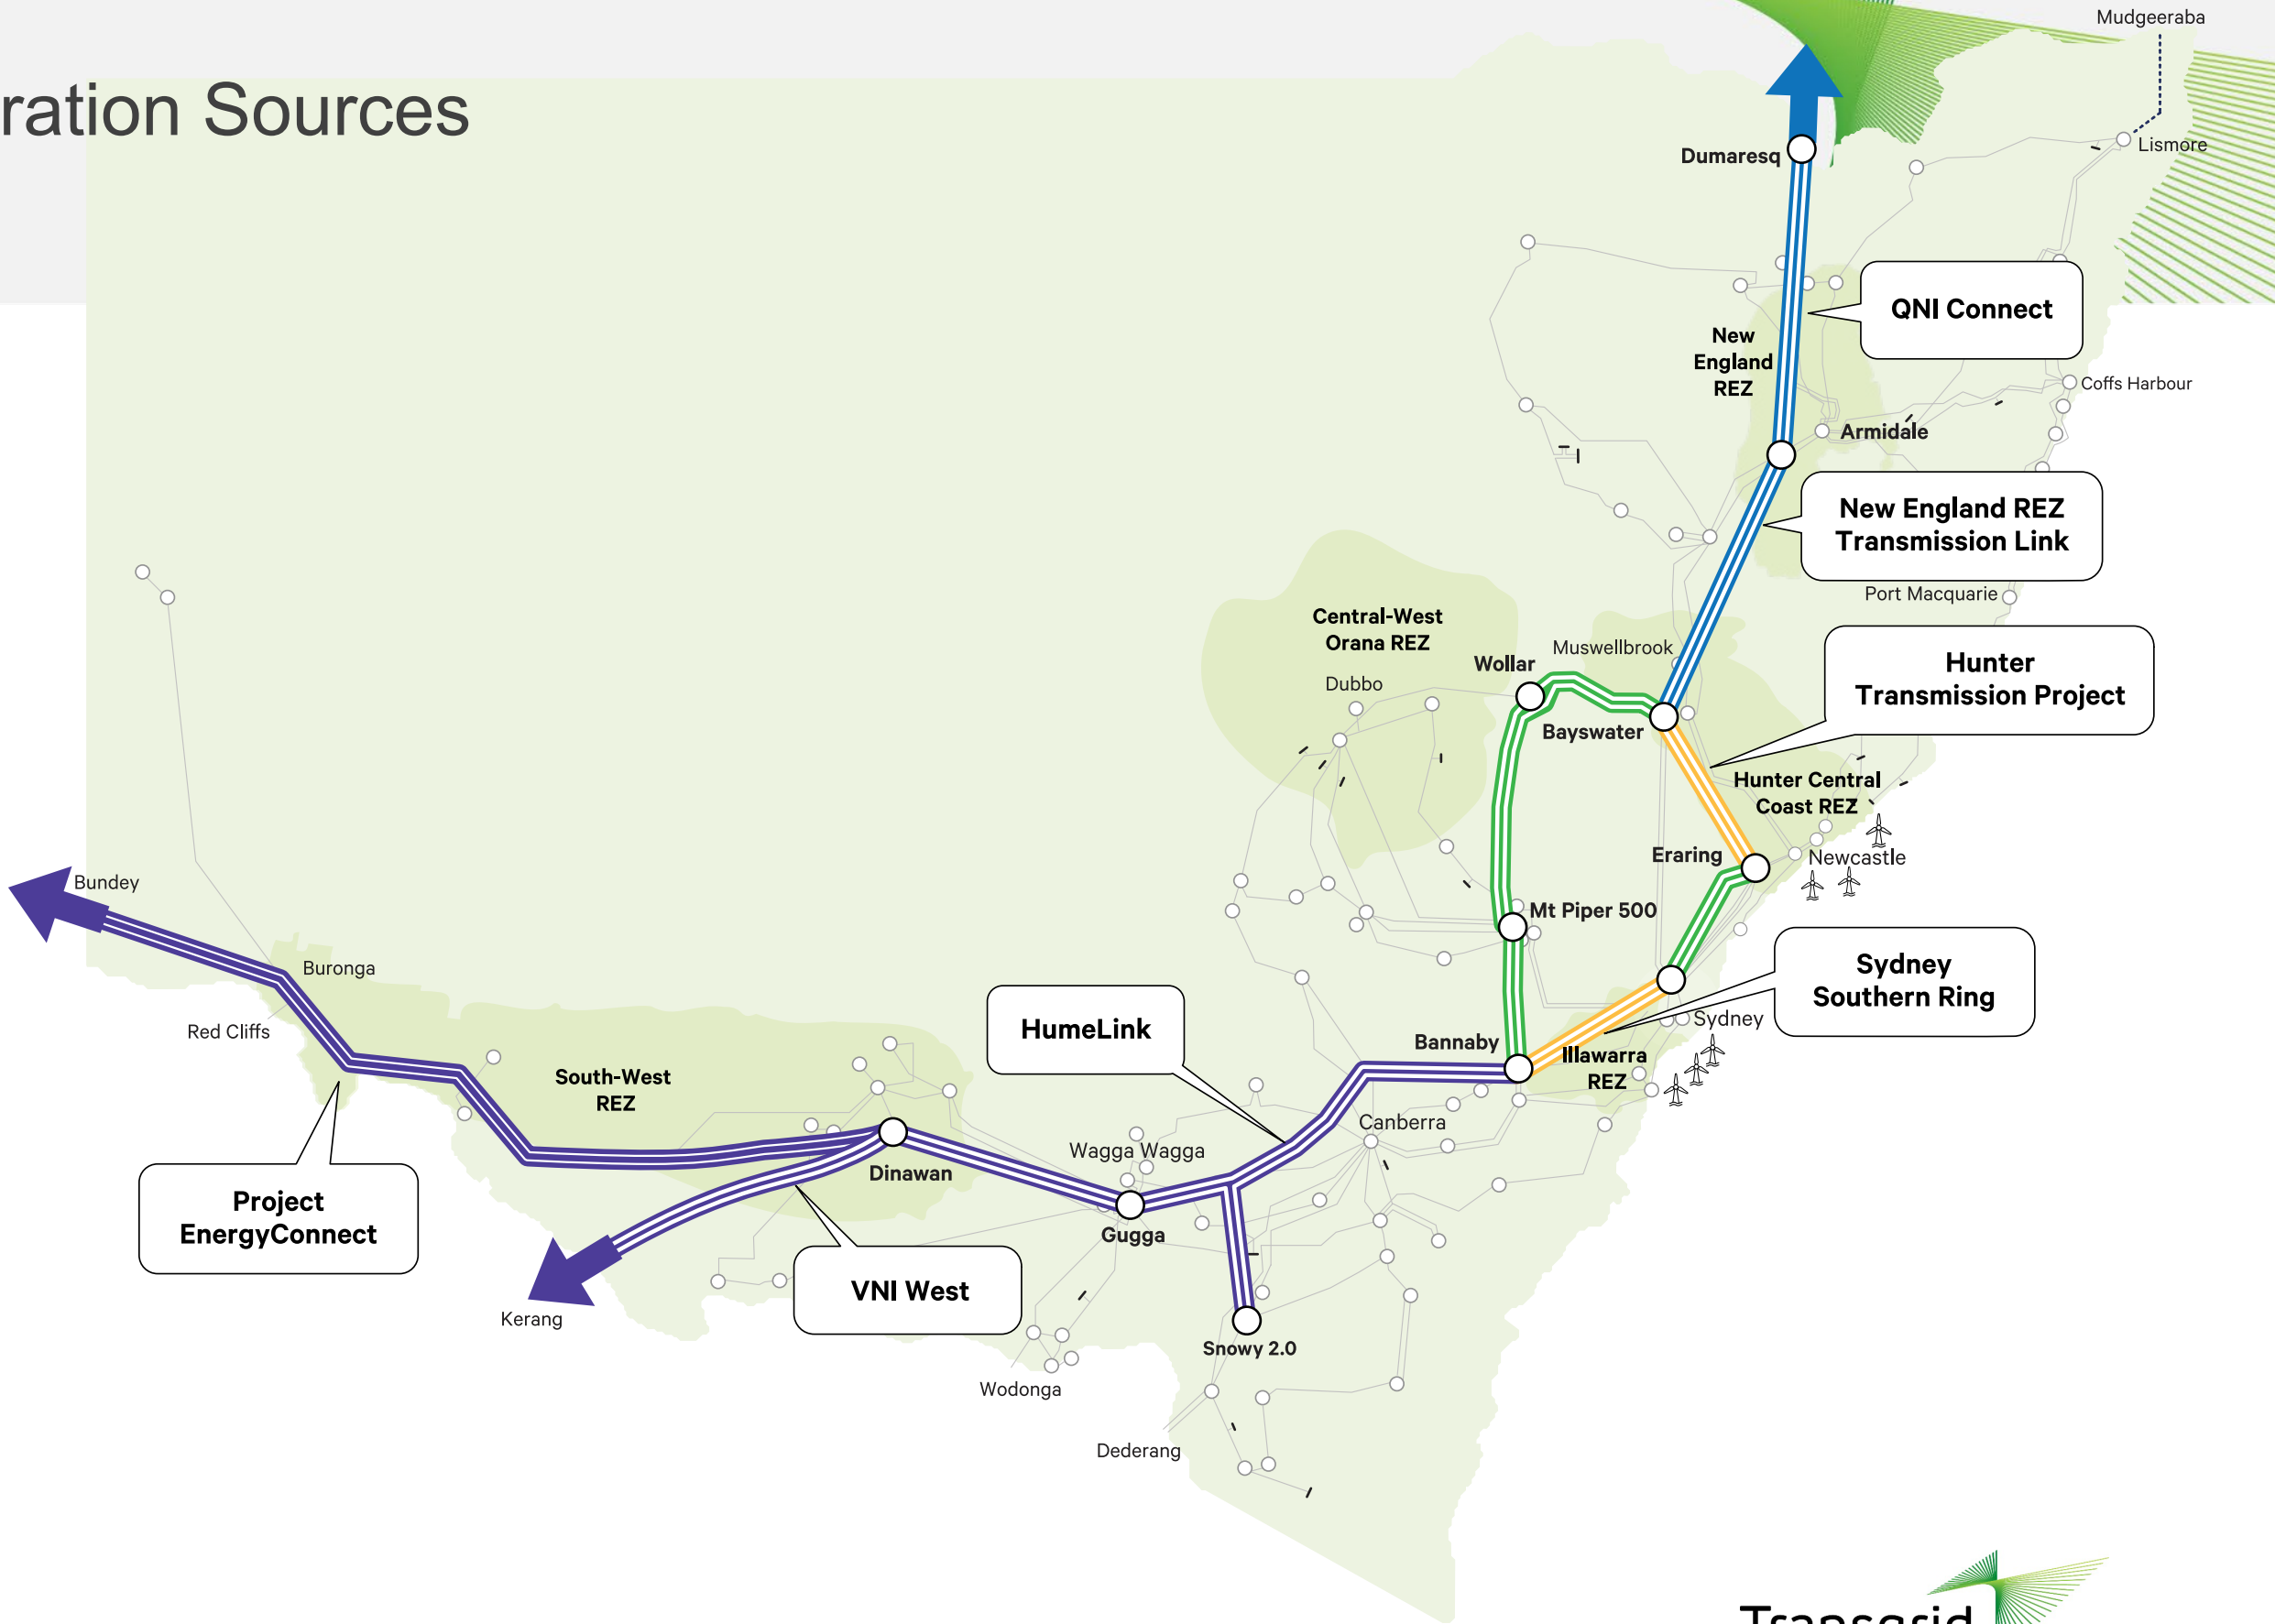 ration Sources
Mudgeeraba
Lismore
Dumaresq
QNI Connect
New
England
REZ
Coffs Harbour
Armidale
New England REZ
Transmission Link
Port Macquarie
Central-West
Orana REZ
Muswellbrook
Wollar
Dubbo
Hunter
Transmission Project
Bayswater
Hunter Central
Coast REZ
Eraring
Newcastle
Bundey
Mt Piper 500
Buronga
Red Cliffs
Sydney
Southern Ring
HumeLink
Sydney
Bannaby
Illawarra
REZ
South-West
REZ
Canberra
Wagga Wagga
Dinawan
Project
EnergyConnect
Gugga
VNI West
Kerang
Snowy 2.0
Wodonga
Dederang
Transgrid